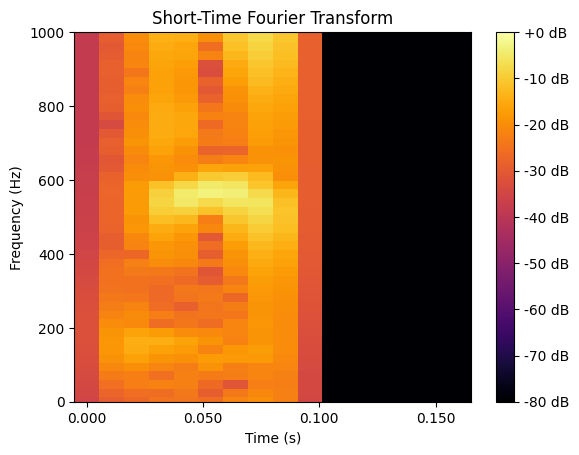 Short-Time Fourier Transform
1000
800
600
400
200
0
Frequency (Hz)
0.000
0.050
0.100
0.150
Time (s)
+0 dB
-10 dB
-20 dB
-30 dB
-40 dB
-50 dB
-60 dB
-70 dB
-80 dB